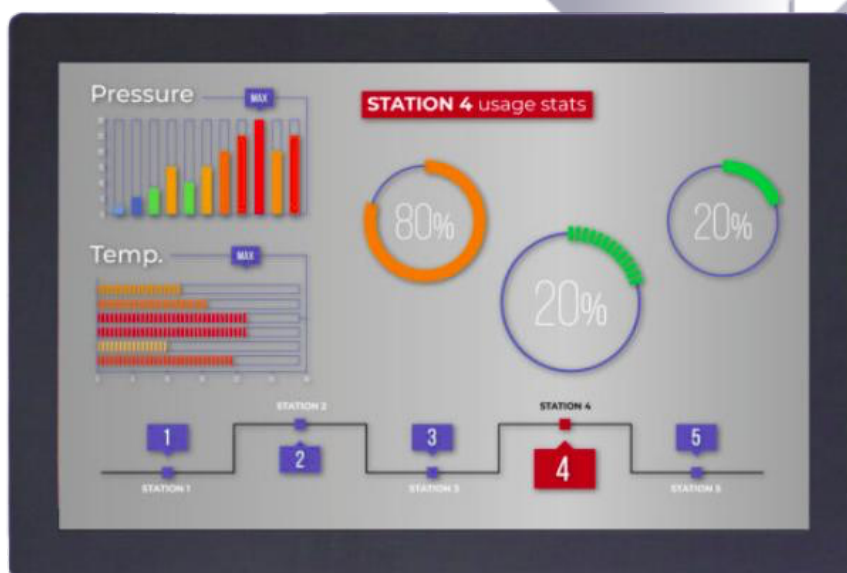 Pressure
MAX
STATION 4 usage stats
80%
20%
20%
Temp.
MAX
STATION 2
STATION 4
1
2
3
4
5
STATION 1
STATION 3
STATION 5